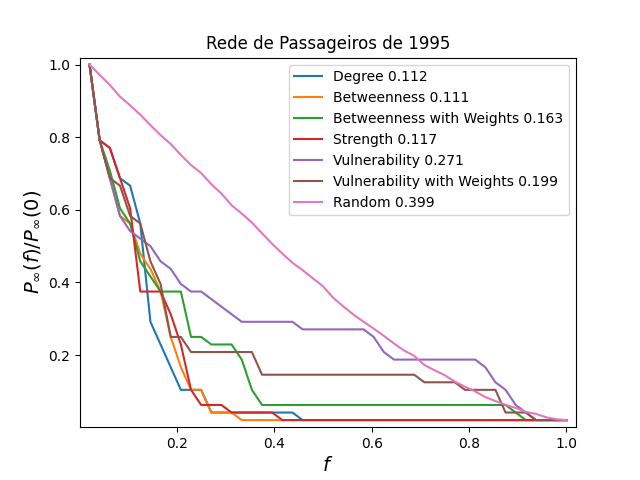 Rede de Passageiros de 1995
1.0
0.8
0.6
0.4
0.2
P∞(f)/P∞(0)
Degree 0.112
Betweenness 0.111
Betweenness with Weights 0.163
Strength 0.117
Vulnerability 0.271
Vulnerability with Weights 0.199
Random 0.399
0.2 0.4 0.6 0.8 1.0
f